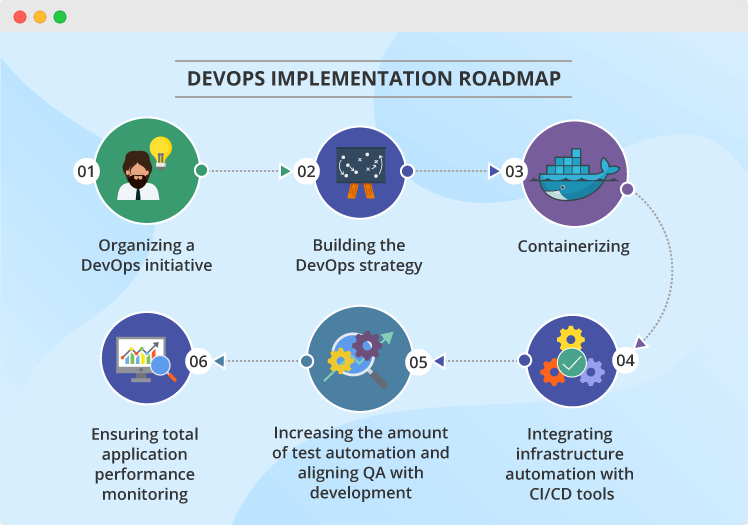 DEVOPS IMPLEMENTATION ROADMAP
01
Organizing a
DevOps initiative
02
Building the
DevOps strategy
03
Containerizing
04
Integrating
infrastructure
automation with
CI/CD tools
05
Increasing the amount
of test automation and
aligning QA with
development
06
Ensuring total
application
performance
monitoring